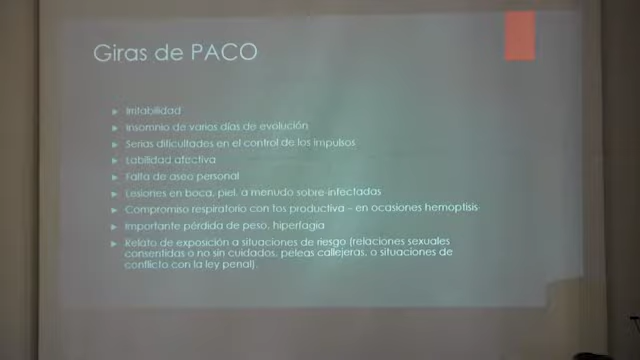 Giras de PACO
Irritabilidad
Insomnio de varios días de evolución
Serias dificultades en el control de los impulsos
Labilidad afectiva
Falta de aseo personal
Lesiones en boca, piel, a menudo sobre-infectadas
Compromiso respiratorio con tos productiva – en ocasiones hemoptisis
Importante pérdida de peso, hiperfagia
Relato de exposición a situaciones de riesgo (relaciones sexuales
consentidas o no sin cuidados, peleas callejeras, o situaciones de
conflicto con la ley penal).